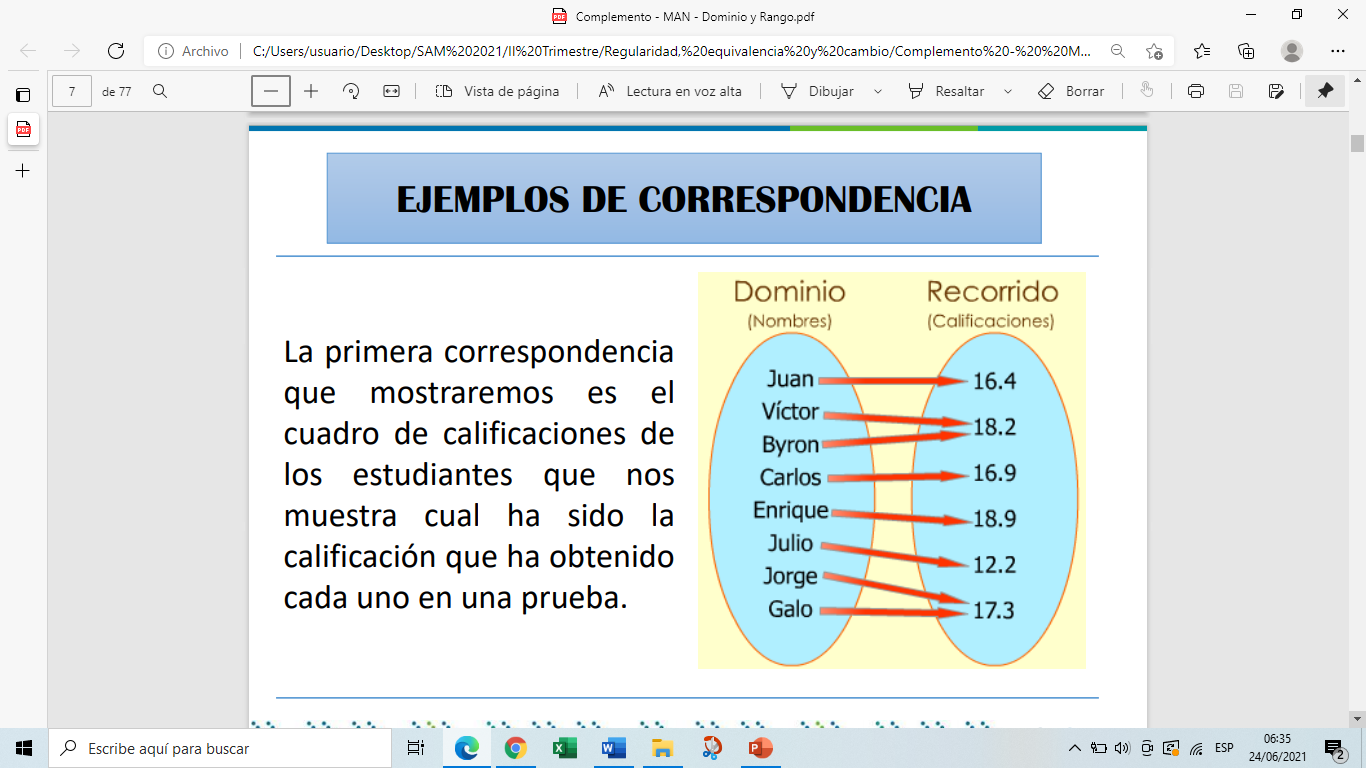 Complemento - MAN - Dominio y Rango.pdf
Archivo
C:/Users/usuario/Desktop/SAM%202021/II%20Trimestre/Regularidad,%20equivalencia%20y%20cambio/Complemento%20-%20%20M...
7 de 77
Vista de página
Lectura en voz alta
Dibujar
Resaltar
Borrar
EJEMPLOS DE CORRESPONDENCIA
La primera correspondencia
que mostraremos es el
cuadro de calificaciones de
los estudiantes que nos
muestra cual ha sido la
calificación que ha obtenido
cada uno en una prueba.
Dominio
(Nombres)
Juan
Víctor
Byron
Carlos
Enrique
Julio
Jorge
Galo
Recorrido
(Calificaciones)
16.4
18.2
16.9
18.9
12.2
17.3
Escribe aquí para buscar
ESP
06:35
24/06/2021
2